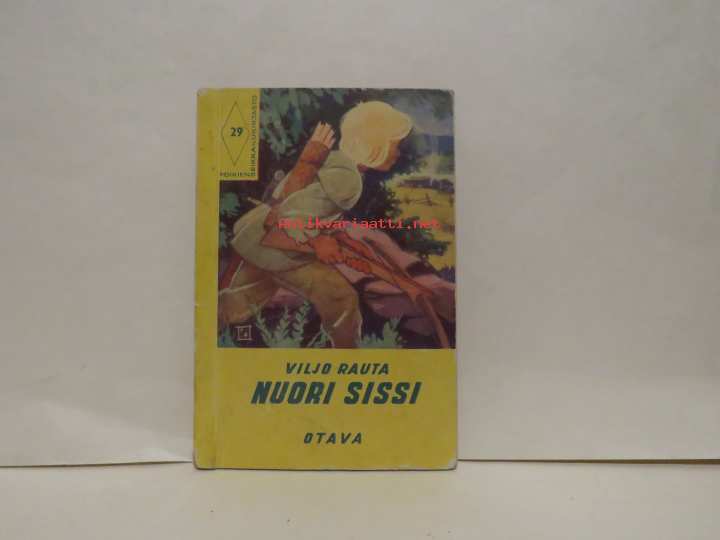 29
POIKIEN
SEIKKAILUKIRJASTO
antikvariaatti.net
VILJO RAUTA
NUORI SISSI
OTAVA